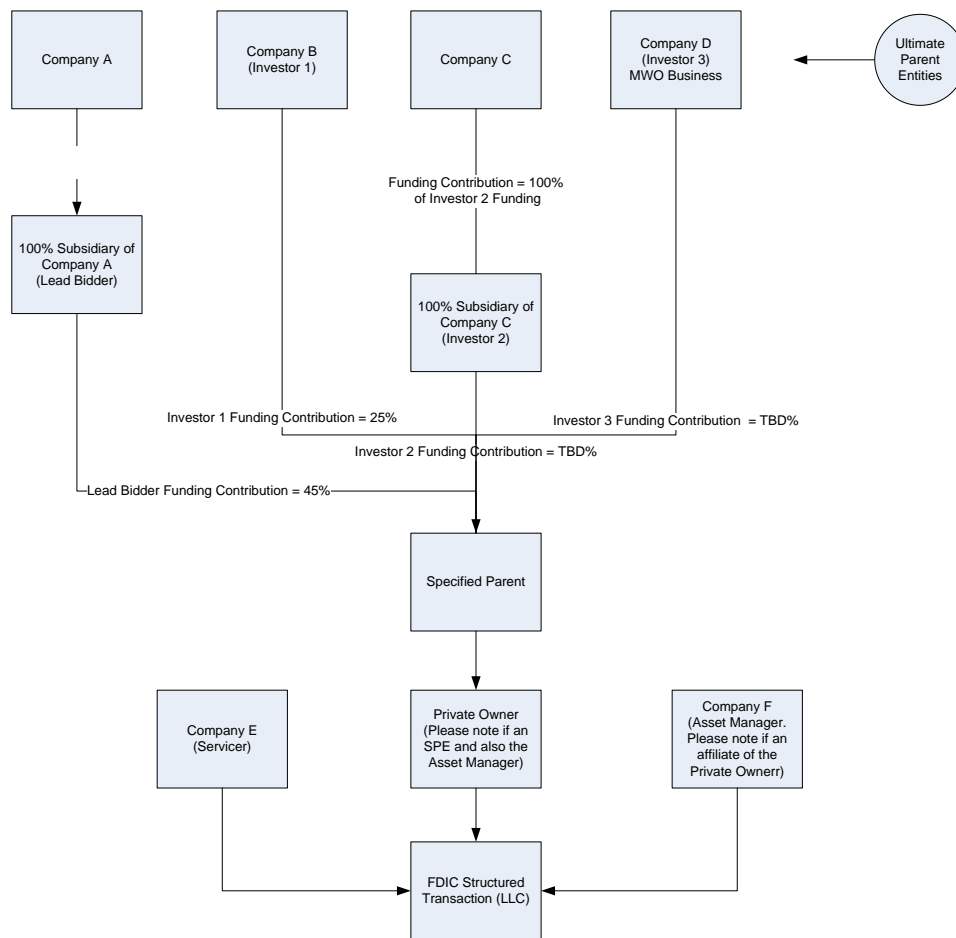 Company A
Company B
(Investor 1)
Company C
Company D
(Investor 3)
MWO Business
Ultimate
Parent
Entities
Funding Contribution = 100%
of Investor 2 Funding
100% Subsidiary of
Company A
(Lead Bidder)
100% Subsidiary of
Company C
(Investor 2)
Investor 1 Funding Contribution = 25%
Investor 3 Funding Contribution = TBD%
Investor 2 Funding Contribution = TBD%
Lead Bidder Funding Contribution = 45%
Specified Parent
Company E
(Servicer)
Private Owner
(Please note if an
SPE and also the
Asset Manager)
Company F
(Asset Manager.
Please note if an
affiliate of the
Private Ownerr)
FDIC Structured
Transaction (LLC)